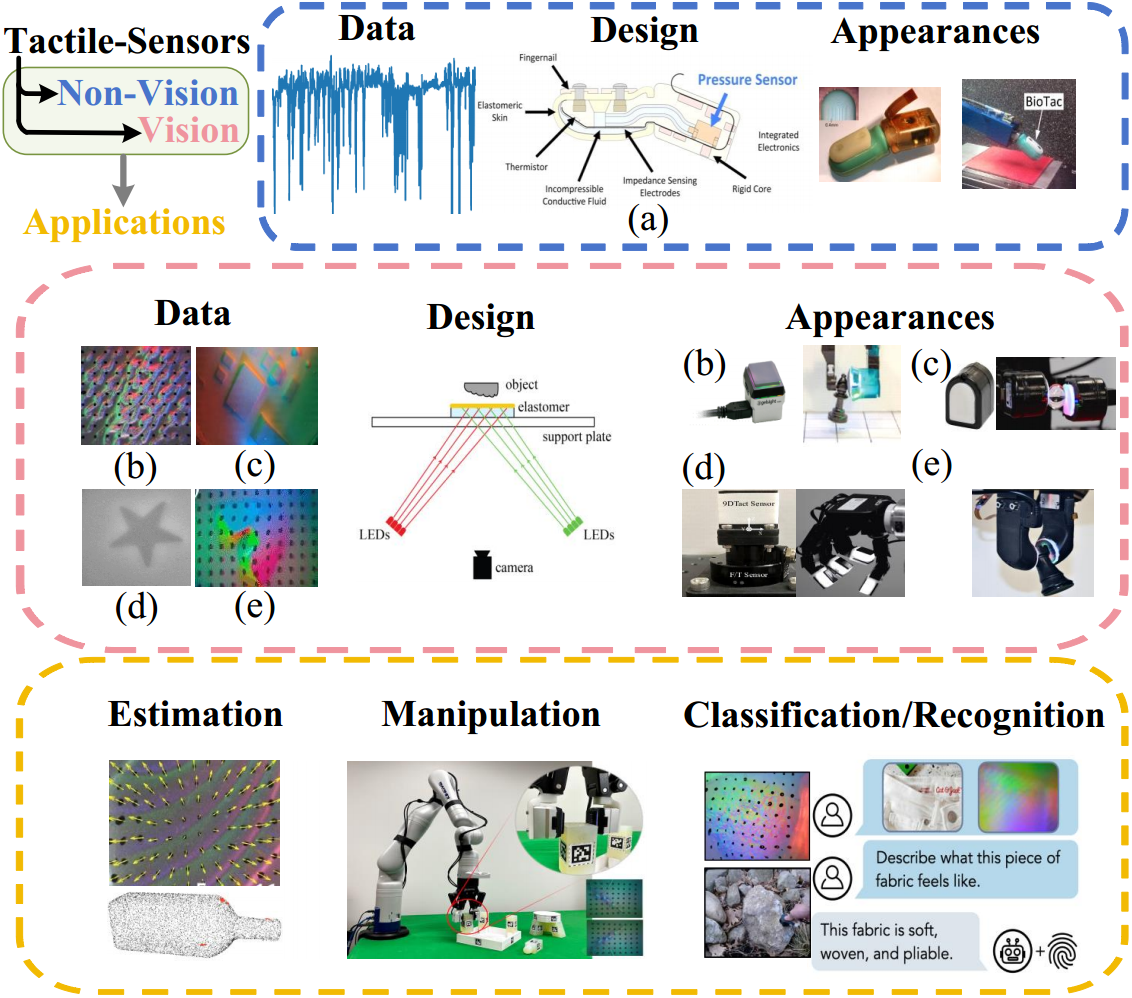 Tactile-Sensors
Non-Vision
Vision
Applications
Data
Design
Appearances
Fingernail
Elastomeric
Skin
Thermistor
Incompressible
Conductive Fluid
Impedance Sensing
Electrodes
Pressure Sensor
Integrated
Electronics
Rigid Core
BioTac
(a)
Data
Design
Appearances
(b)
(c)
(d)
(e)
object
elastomer
support plate
LEDs
LEDs
camera
(b)
(c)
(d)
(e)
9DTact Sensor
F/T Sensor
Estimation
Manipulation
Classification/Recognition
Describe what this piece of
fabric feels like.
This fabric is soft,
woven, and pliable.
+